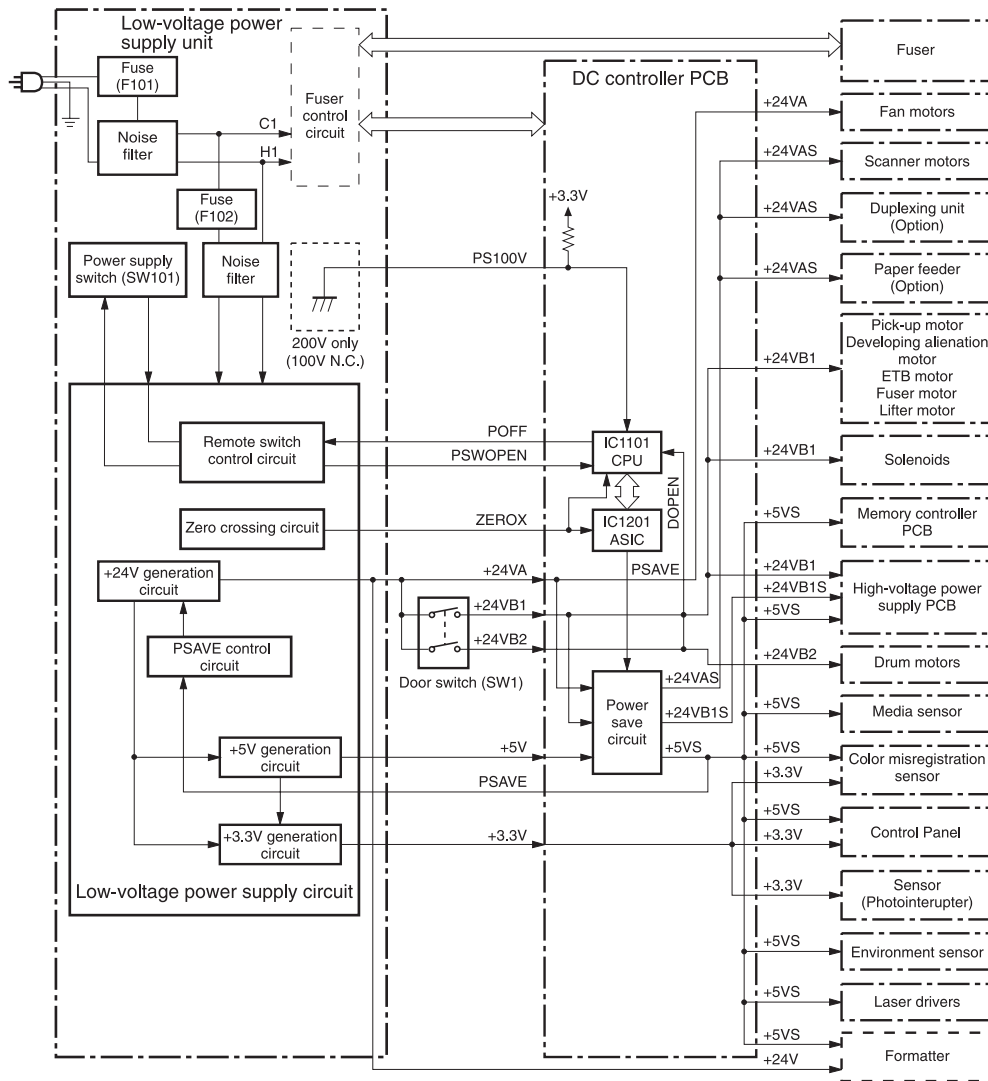 Low-voltage power
supply unit
Fuse
(F101)
Noise
filter
C1
H1
Fuser
control
circuit
Fuse
(F102)
Power supply
switch (SW101)
Noise
filter
200V only
(100V N.C.)
Remote switch
control circuit
Zero crossing circuit
+24V generation
circuit
PSAVE control
circuit
+5V generation
circuit
+3.3V generation
circuit
Low-voltage power supply circuit
DC controller PCB
+3.3V
PS100V
POFF
PSWOPEN
ZEROX
IC1101
CPU
IC1201
ASIC
DOPEN
PSAVE
+24VA
+24VB1
+24VB2
Door switch (SW1)
Power
save
circuit
+24VAS
+24VB1S
+5VS
+5V
PSAVE
+3.3V
Fuser
+24VA
Fan motors
+24VAS
Scanner motors
+24VAS
Duplexing unit
(Option)
+24VAS
Paper feeder
(Option)
+24VB1
Pick-up motor
Developing alienation
motor
ETB motor
Fuser motor
Lifter motor
+24VB1
Solenoids
+5VS
Memory controller
PCB
+24VB1
+24VB1S
+5VS
High-voltage power
supply PCB
+24VB2
Drum motors
+5VS
Media sensor
+5VS
+3.3V
Color misregistration
sensor
+5VS
+3.3V
Control Panel
+3.3V
Sensor
(Photointerupter)
+5VS
Environment sensor
+5VS
Laser drivers
+5VS
+24V
Formatter